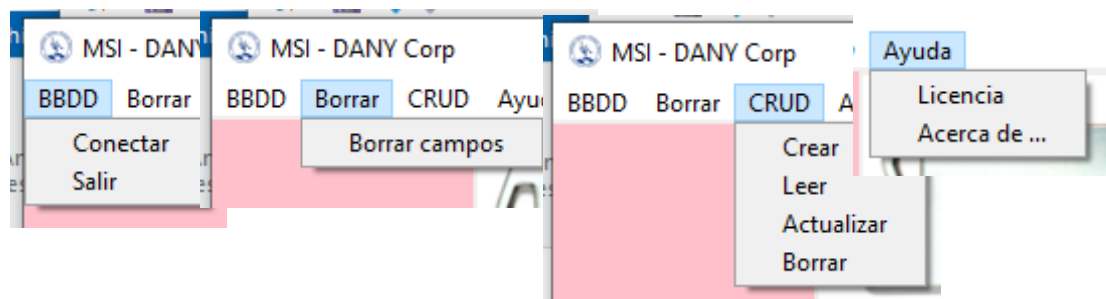 MSI - DANY
BBDD Borrar
Conectar
Salir
MSI - DANY Corp
BBDD Borrar CRUD Ayu
Borrar campos
MSI - DANY Corp
BBDD Borrar CRUD A
Crear
Leer
Actualizar
Borrar
Ayuda
Licencia
Acerca de ...